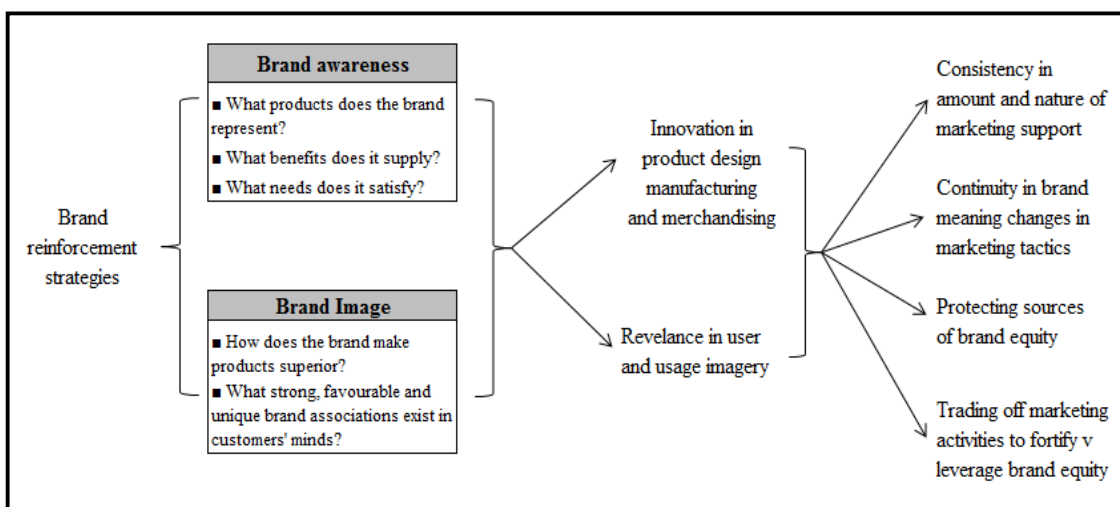 Brand
reinforcement
strategies
Brand awareness
■ What products does the brand
represent?
■ What benefits does it supply?
■ What needs does it satisfy?
Brand Image
■ How does the brand make
products superior?
■ What strong, favourable and
unique brand associations exist in
customers' minds?
Innovation in
product design
manufacturing
and merchandising
Revelance in user
and usage imagery
Consistency in
amount and nature of
marketing support
Continuity in brand
meaning changes in
marketing tactics
Protecting sources
of brand equity
Trading off marketing
activities to fortify v
leverage brand equity